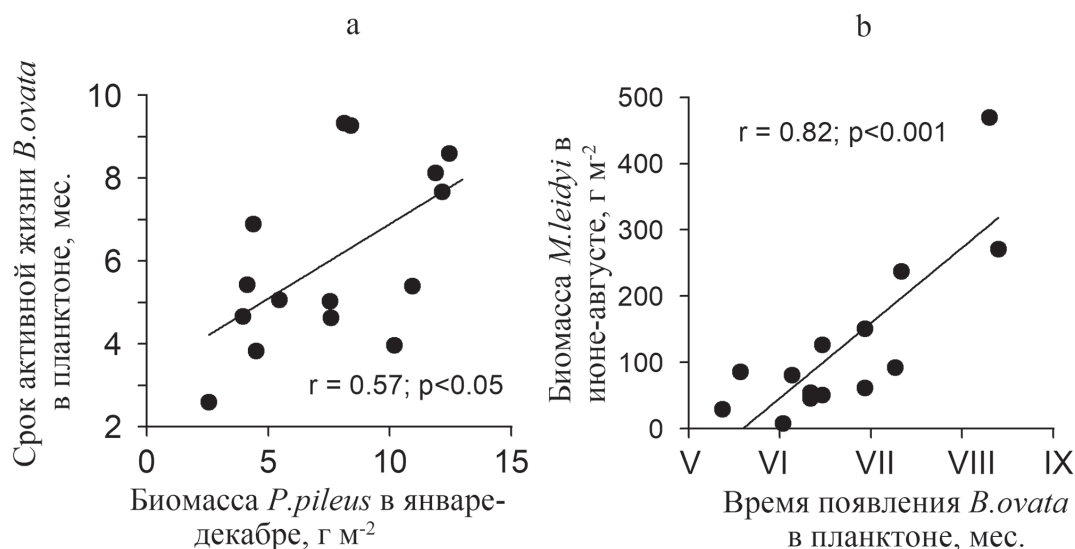 a
Срок активной жизни B.ovata
в планктоне, мес.
10
8
6
4
2
r = 0.57; p<0.05
0
5
10
15
Биомасса P.pileus в январе-
декабре, г м-2
b
Биомасса M.leidyi в
июне-августе, г м-2
500
400
300
200
100
0
r = 0.82; p<0.001
V
VI
VII
VIII
IX
Время появления B.ovata
в планктоне, мес.